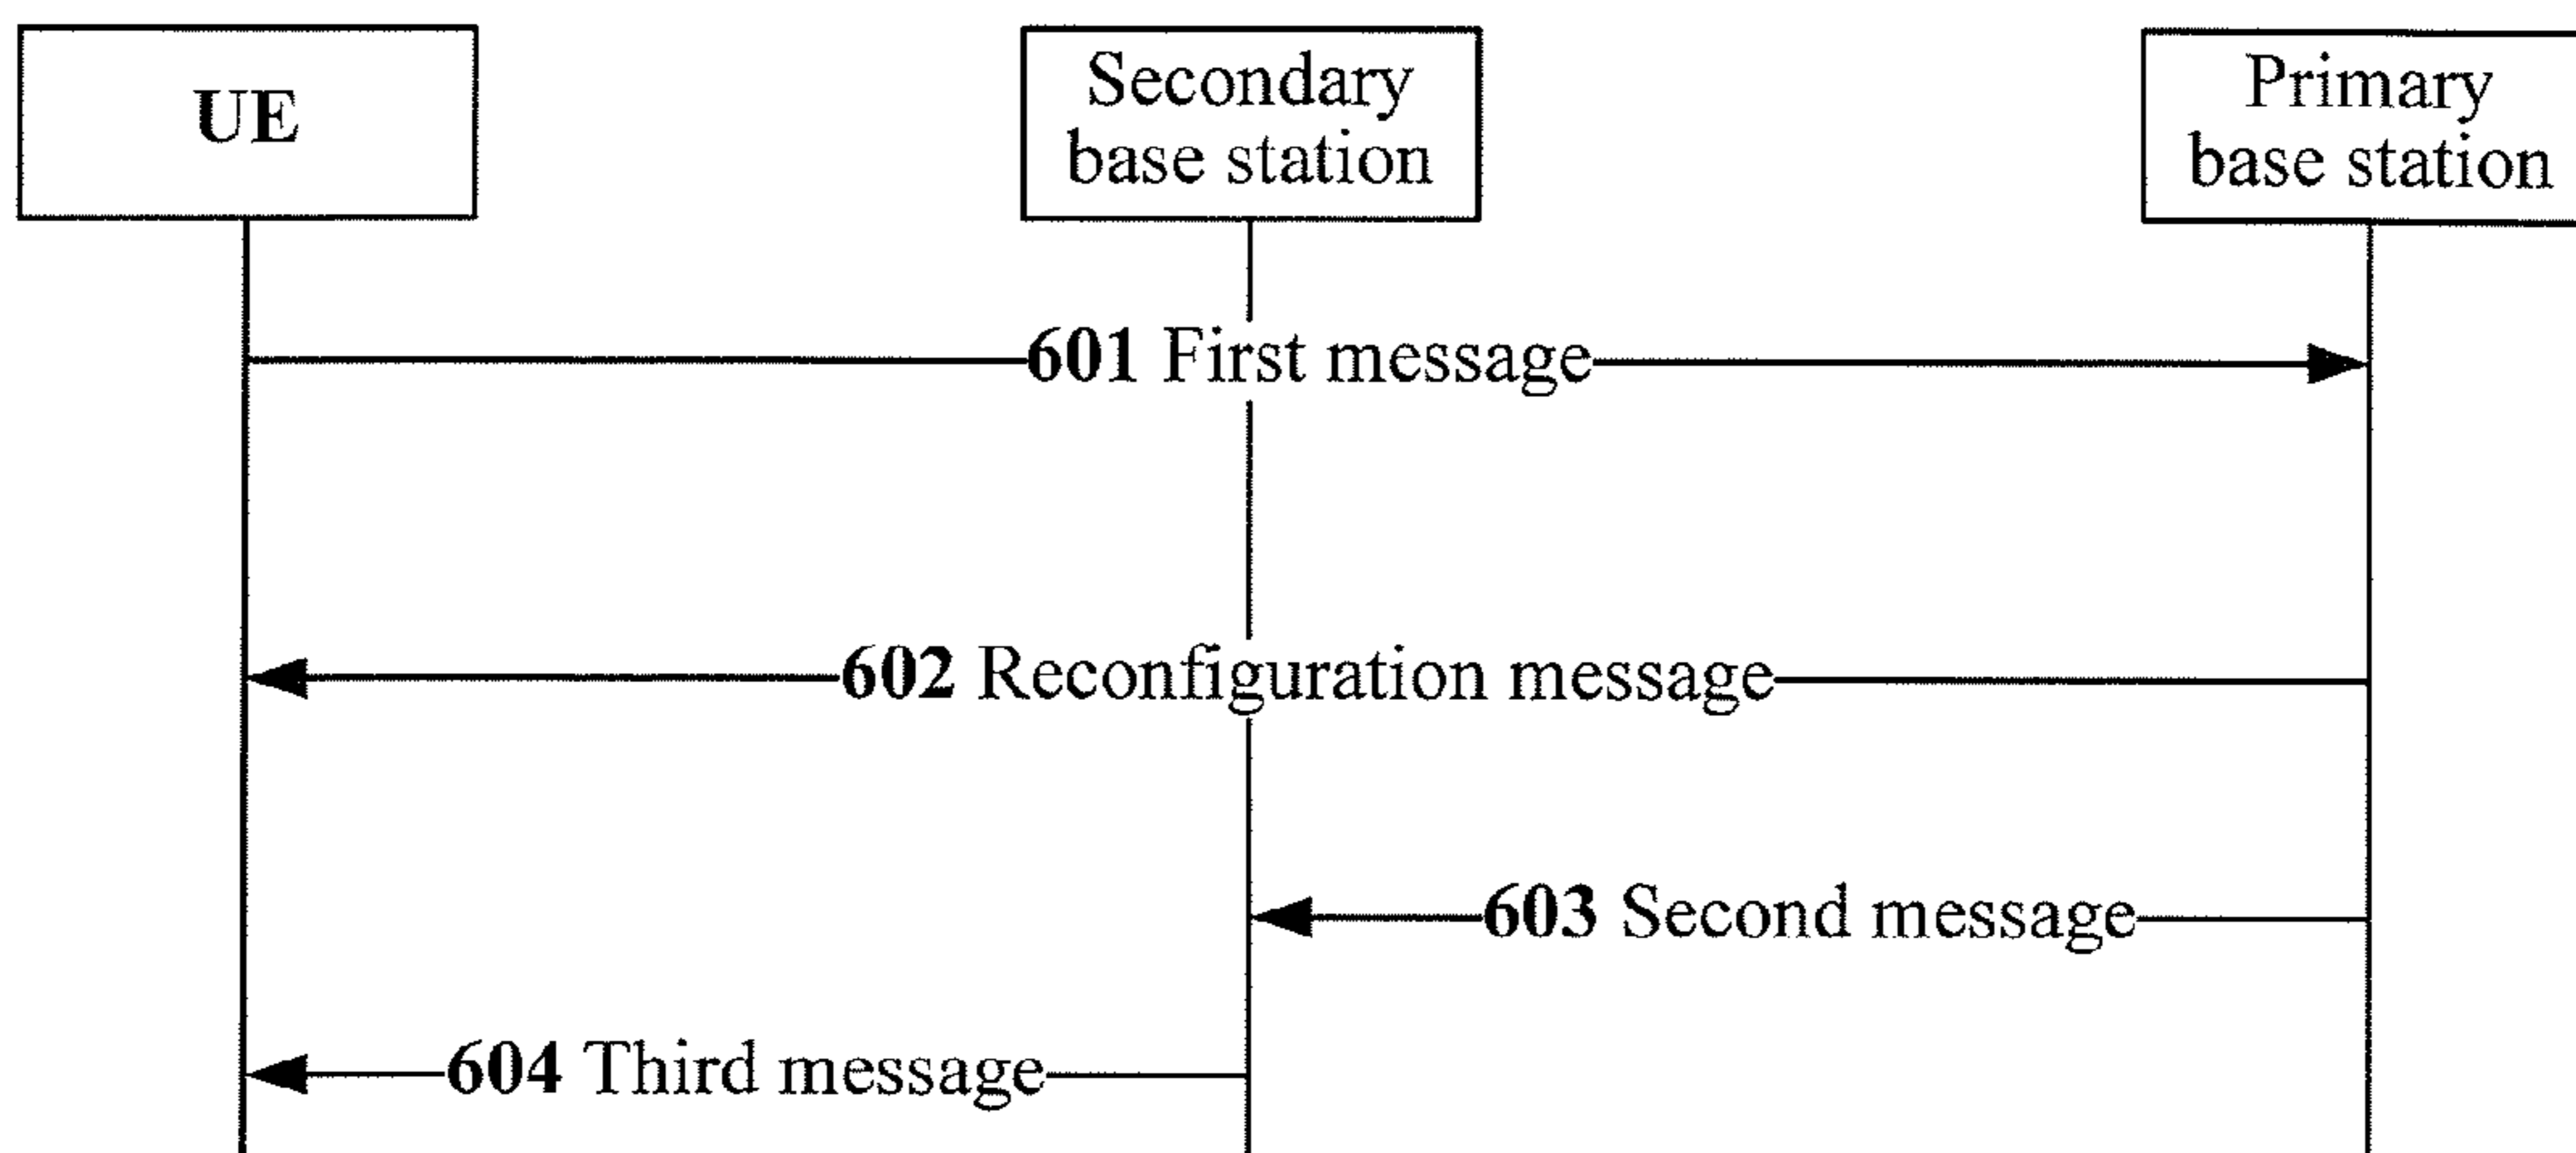 UE
Secondary
base station
Primary
base station
601 First message
602 Reconfiguration message
603 Second message
604 Third message